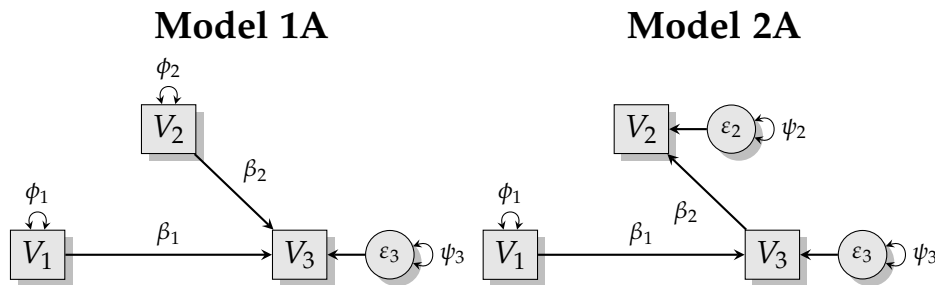 Model 1A
Model 2A
ϕ₂
V₂
V₂
ε₂
ψ₂
β₂
β₂
ϕ₁
ϕ₁
V₁
β₁
V₃
ε₃
ψ₃
V₁
β₁
V₃
ε₃
ψ₃